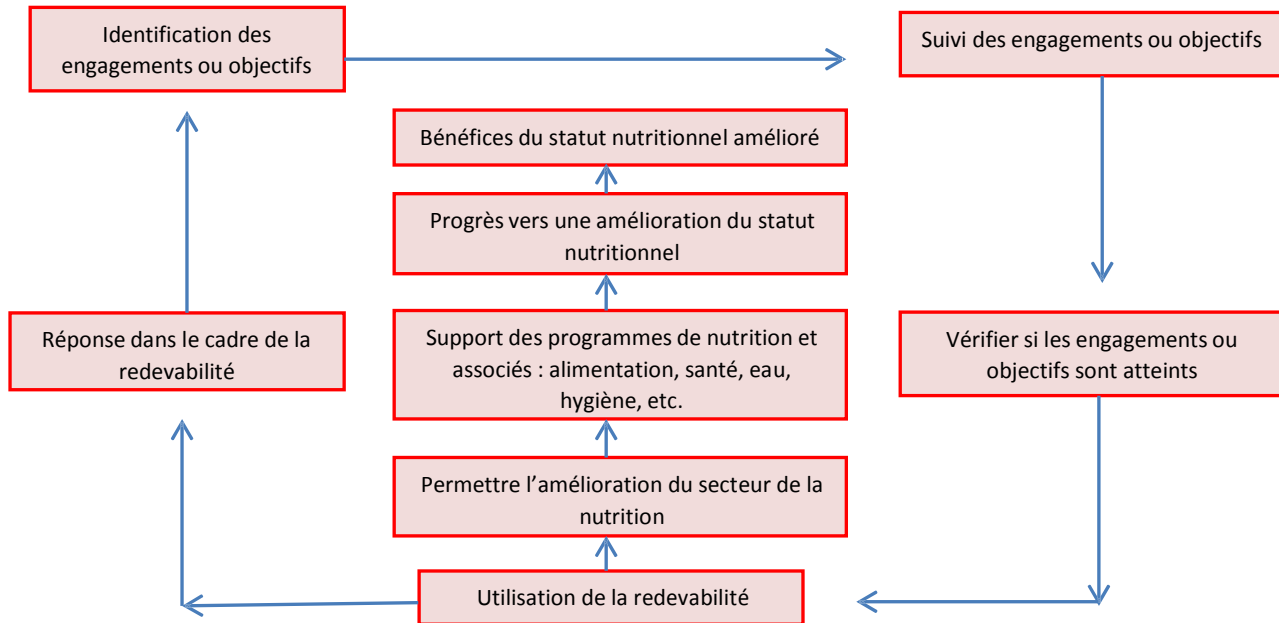 Identification des
engagements ou objectifs
Suivi des engagements ou objectifs
Bénéfices du statut nutritionnel amélioré
Progrès vers une amélioration du statut
nutritionnel
Réponse dans le cadre de la
redevabilité
Support des programmes de nutrition et
associés : alimentation, santé, eau,
hygiène, etc.
Vérifier si les engagements ou
objectifs sont atteints
Permettre l’amélioration du secteur de la
nutrition
Utilisation de la redevabilité